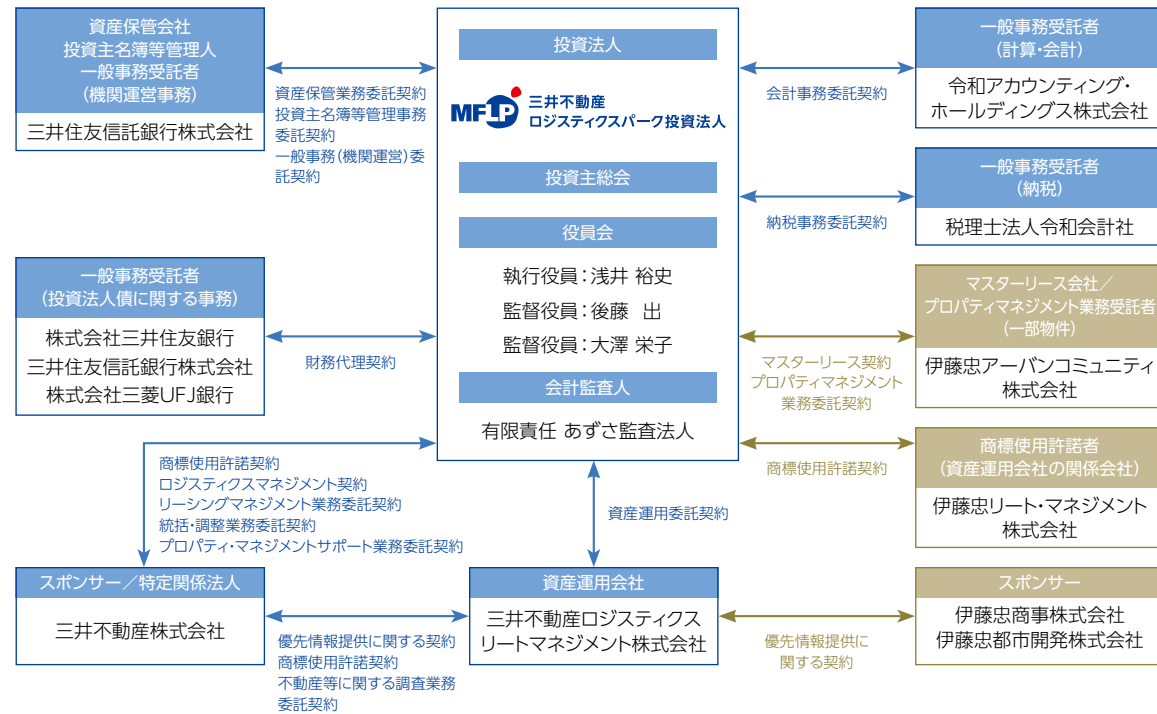 資産保管会社
投資主名簿等管理人
一般事務受託者
(機関運営事務)
三井住友信託銀行株式会社
資産保管業務委託契約
投資主名簿等管理事務
委託契約
一般事務(機関運営)委
託契約
一般事務受託者
(投資法人債に関する事務)
株式会社三井住友銀行
三井住友信託銀行株式会社
株式会社三菱UFJ銀行
財務代理契約
投資法人
MFLP
三井不動産
ロジスティクスパーク投資法人
投資主総会
役員会
執行役員:浅井 裕史
監督役員:後藤 出
監督役員:大澤 栄子
会計監査人
有限責任 あずさ監査法人
会計事務委託契約
一般事務受託者
(計算・会計)
令和アカウンティング・
ホールディングス株式会社
納税事務委託契約
一般事務受託者
(納税)
税理士法人令和会計社
マスターリース契約
プロパティマネジメント
業務委託契約
マスターリース会社/
プロパティマネジメント業務受託者
(一部物件)
伊藤忠アーバンコミュニティ
株式会社
商標使用許諾契約
商標使用許諾者
(資産運用会社の関係会社)
伊藤忠リート・マネジメント
株式会社
商標使用許諾契約
ロジスティクスマネジメント契約
リーシングマネジメント業務委託契約
統括・調整業務委託契約
プロパティ・マネジメントサポート業務委託契約
資産運用委託契約
スポンサー/特定関係法人
三井不動産株式会社
優先情報提供に関する契約
商標使用許諾契約
不動産等に関する調査業務
委託契約
資産運用会社
三井不動産ロジスティクス
リートマネジメント株式会社
優先情報提供に
関する契約
スポンサー
伊藤忠商事株式会社
伊藤忠都市開発株式会社